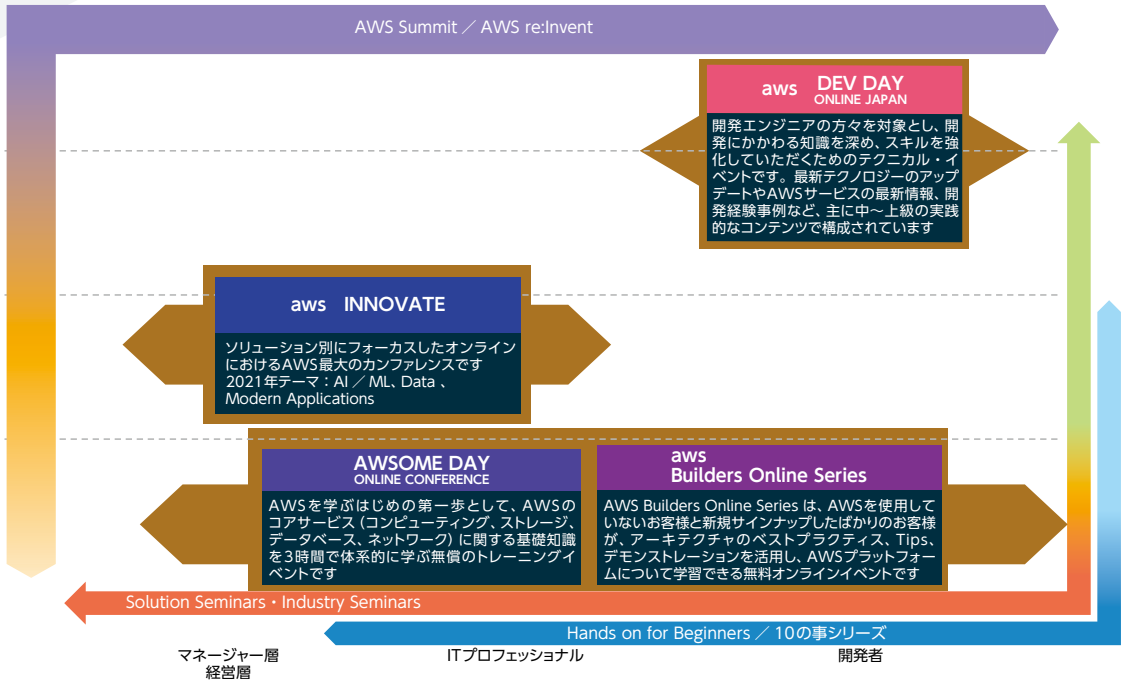 AWS Summit ／ AWS re:Invent
aws DEV DAY
ONLINE JAPAN
開発エンジニアの方々を対象とし、開
発にかかわる知識を深め、スキルを強
化していただくためのテクニカル・イ
ベントです。最新テクノロジーのアップ
デートやAWSサービスの最新情報、開
発経験事例など、主に中～上級の実践
的なコンテンツで構成されています
aws INNOVATE
ソリューション別にフォーカスしたオンライン
におけるAWS最大のカンファレンスです
2021年テーマ：AI ／ ML、Data 、
Modern Applications
AWSOME DAY
ONLINE CONFERENCE
AWSを学ぶはじめの第一歩として、AWSの
コアサービス（コンピューティング、ストレージ、
データベース、ネットワーク）に関する基礎知識
を3時間で体系的に学ぶ無償のトレーニングイ
ベントです
aws
Builders Online Series
AWS Builders Online Series は、AWSを使用して
いないお客様と新規サインナップしたばかりのお客様
が、アーキテクチャのベストプラクティス、Tips、
デモンストレーションを活用し、AWSプラットフォー
ムについて学習できる無料オンラインイベントです
Solution Seminars・Industry Seminars
Hands on for Beginners ／ 10の事シリーズ
マネージャー層
経営層
ITプロフェッショナル
開発者